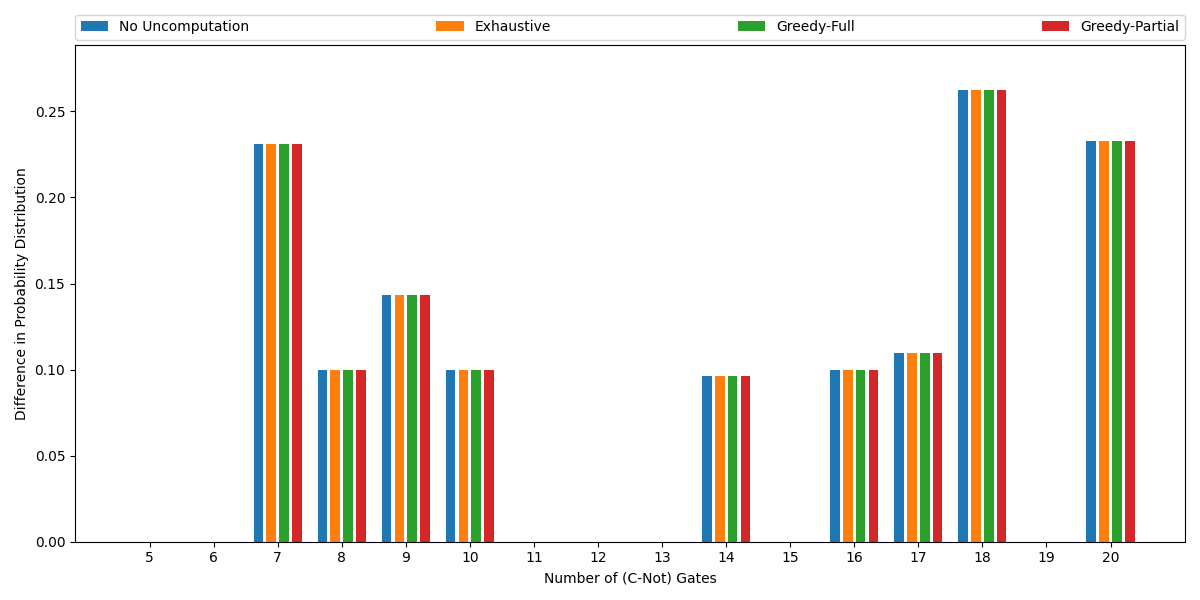 No Uncomputation Exhaustive Greedy-Full Greedy-Partial
Difference in Probability Distribution
0.25
0.20
0.15
0.10
0.05
0.00
5 6 7 8 9 10 11 12 13 14 15 16 17 18 19 20
Number of (C-Not) Gates